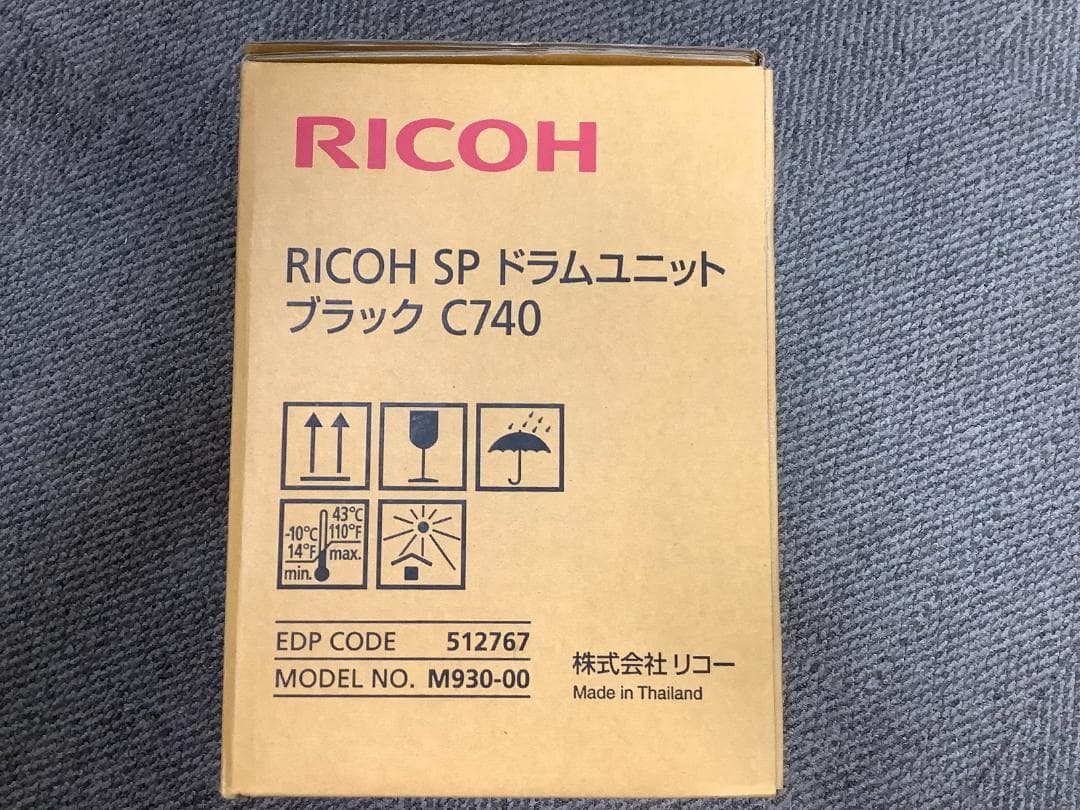 RICOH
RICOH SP ドラムユニット
ブラック C740
43°C
-10°C 110°F
14°F max.
min.
EDP CODE 512767
MODEL NO. M930-00
株式会社 リコー
Made in Thailand